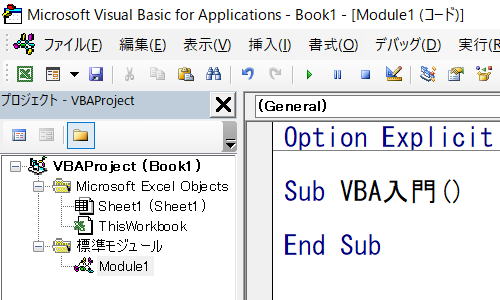 Microsoft Visual Basic for Applications - Book1 - [Module1 (コード)]
ファイル(F) 編集(E) 表示(V) 挿入(I) 書式(O) デバッグ(D) 実行(R
プロジェクト - VBAProject
(General)
VBAProject (Book1)
Microsoft Excel Objects
Sheet1 (Sheet1)
ThisWorkbook
標準モジュール
Module1
Option Explicit
Sub VBA入門()
End Sub